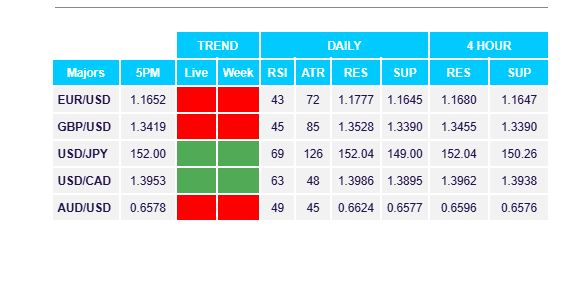 TREND DAILY 4 HOUR
Majors 5PM Live Week RSI ATR RES SUP RES SUP
EUR/USD 1.1652 43 72 1.1777 1.1645 1.1680 1.1647
GBP/USD 1.3419 45 85 1.3528 1.3390 1.3455 1.3390
USD/JPY 152.00 69 126 152.04 149.00 152.04 150.26
USD/CAD 1.3953 63 48 1.3986 1.3895 1.3962 1.3938
AUD/USD 0.6578 49 45 0.6624 0.6577 0.6596 0.6576